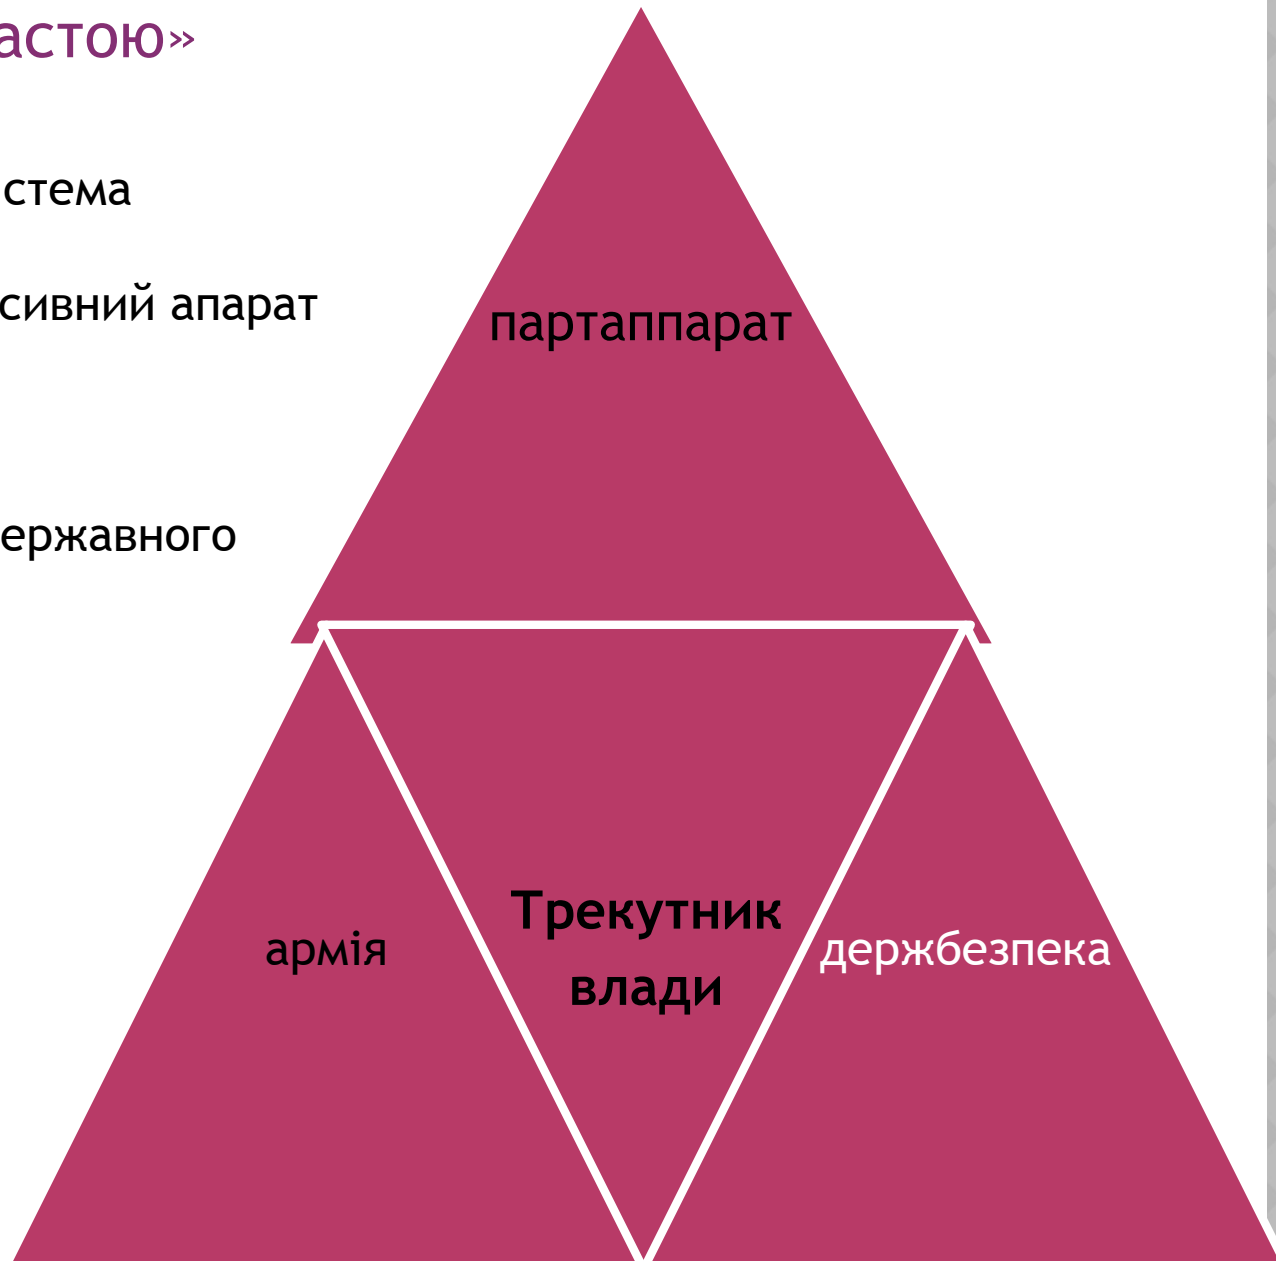 астою»
стема
сивний апарат
партаппарат
ержавного
Трекутник
влади
армія
держбезпека